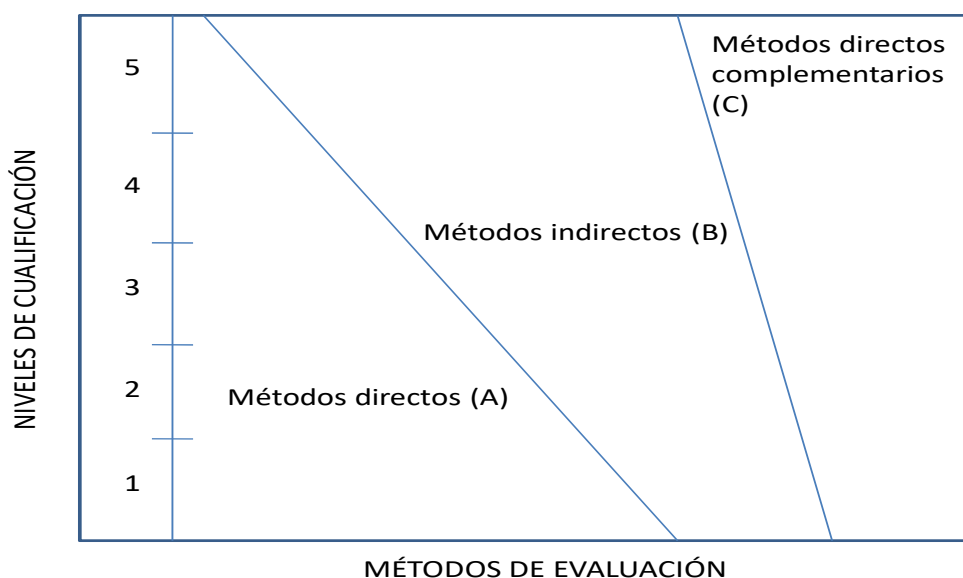 Métodos directos
complementarios
(C)
5
4
Métodos indirectos (B)
3
2
Métodos directos (A)
1
NIVELES DE CUALIFICACIÓN
MÉTODOS DE EVALUACIÓN